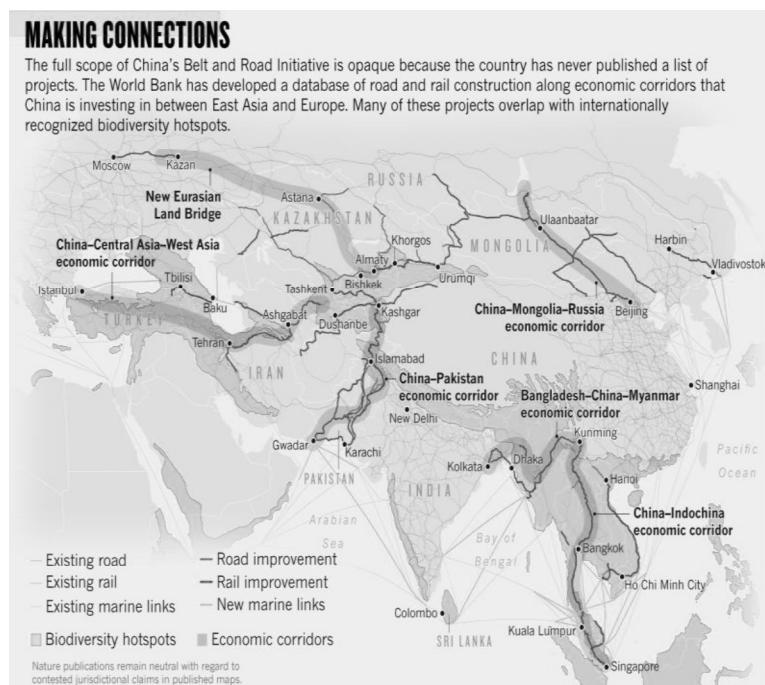 MAKING CONNECTIONS
The full scope of China's Belt and Road Initiative is opaque because the country has never published a list of
projects. The World Bank has developed a database of road and rail construction along economic corridors that
China is investing in between East Asia and Europe. Many of these projects overlap with internationally
recognized biodiversity hotspots.
Moscow
Kazan
RUSSIA
New Eurasian
Land Bridge
Astana
KAZAKHSTAN
Ulaanbaatar
MONGOLIA
Harbin
Vladivostok
China–Central Asia–West Asia
economic corridor
Khorgos
Almaty
Bishkek
Urumqi
Tashkent
Istanbul
Tbilisi
Baku
TURKEY
Ashgabat
Dushanbe
Kashgar
China–Mongolia–Russia
economic corridor
Beijing
Tehran
IRAN
Islamabad
CHINA
China–Pakistan
economic corridor
Shanghai
Bangladesh–China–Myanmar
economic corridor
New Delhi
Kunming
Gwadar
Karachi
PAKISTAN
Kolkata
Dhaka
Pacific
Ocean
INDIA
Hanoi
China–Indochina
economic corridor
Arabian
Sea
Bay of
Bengal
Bangkok
Ho Chi Minh City
Colombo
SRI LANKA
Kuala Lumpur
Singapore
Existing road
Existing rail
Existing marine links
Road improvement
Rail improvement
New marine links
Biodiversity hotspots
Economic corridors
Nature publications remain neutral with regard to
contested jurisdictional claims in published maps.